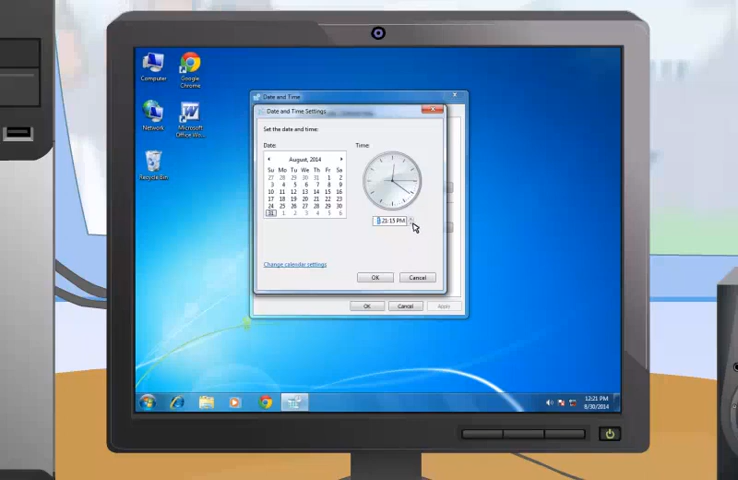 Computer
Google
Chrome
Network
Microsoft
Office Wo...
Recycle Bin
Date and Time
Date and Time Settings
Set the date and time:
Date:
Time:
August, 2014
Su Mo Tu We Th Fr Sa
27 28 29 30 31 1 2
3 4 5 6 7 8 9
10 11 12 13 14 15 16
17 18 19 20 21 22 23
24 25 26 27 28 29 30
31 1 2 3 4 5 6
21:15 PM
Change calendar settings
OK
Cancel
OK
Cancel
Apply
12:21 PM
8/30/2014